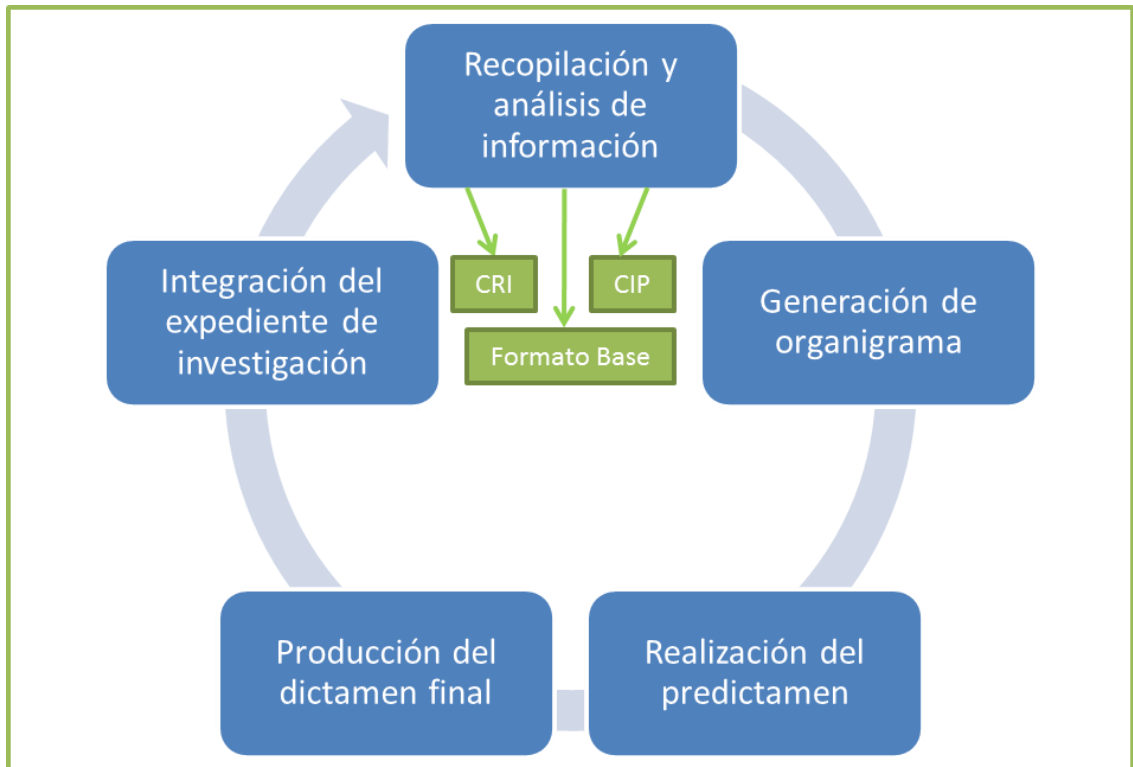 Recopilación y
análisis de
información
CRI
CIP
Formato Base
Generación de
organigrama
Realización del
predictamen
Producción del
dictamen final
Integración del
expediente de
investigación